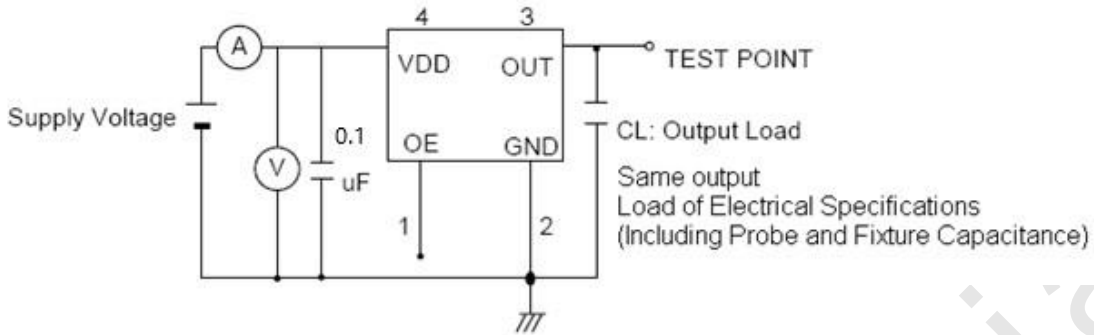 4
3
A
VDD
OUT
TEST POINT
Supply Voltage
0.1
uF
V
OE
GND
CL: Output Load
Same output
Load of Electrical Specifications
(Including Probe and Fixture Capacitance)
1
2